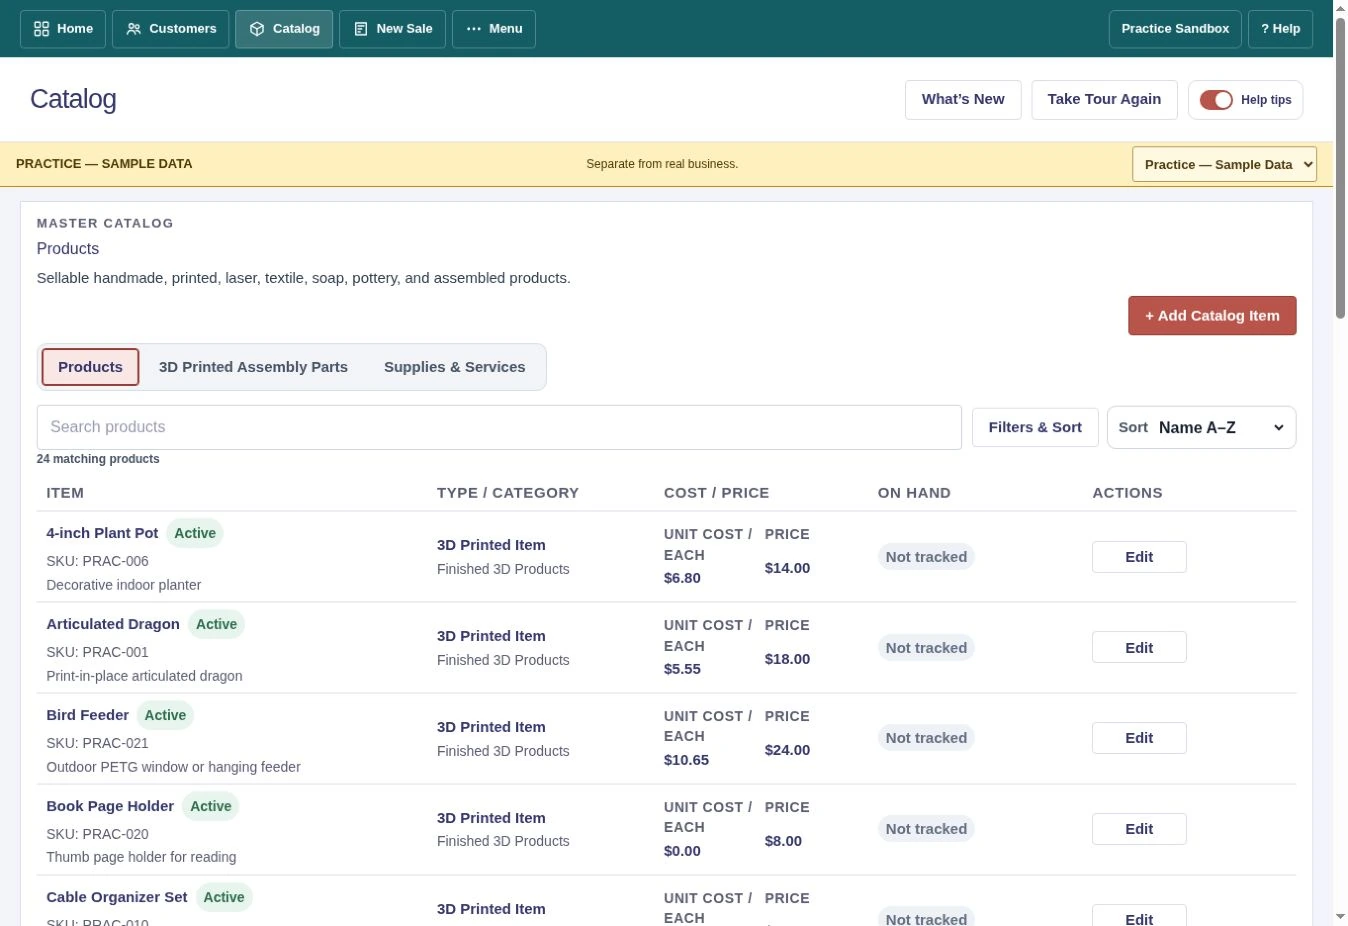 Home
Customers
Catalog
New Sale
Menu
Practice Sandbox
? Help
Catalog
What's New
Take Tour Again
Help tips
PRACTICE — SAMPLE DATA
Separate from real business.
Practice — Sample Data
MASTER CATALOG
Products
Sellable handmade, printed, laser, textile, soap, pottery, and assembled products.
+ Add Catalog Item
Products
3D Printed Assembly Parts
Supplies & Services
Search products
Filters & Sort
Sort Name A–Z
24 matching products
ITEM
TYPE / CATEGORY
COST / PRICE
ON HAND
ACTIONS
4-inch Plant Pot Active
SKU: PRAC-006
Decorative indoor planter
3D Printed Item
Finished 3D Products
UNIT COST /
EACH
$6.80
PRICE
$14.00
Not tracked
Edit
Articulated Dragon Active
SKU: PRAC-001
Print-in-place articulated dragon
3D Printed Item
Finished 3D Products
UNIT COST /
EACH
$5.55
PRICE
$18.00
Not tracked
Edit
Bird Feeder Active
SKU: PRAC-021
Outdoor PETG window or hanging feeder
3D Printed Item
Finished 3D Products
UNIT COST /
EACH
$10.65
PRICE
$24.00
Not tracked
Edit
Book Page Holder Active
SKU: PRAC-020
Thumb page holder for reading
3D Printed Item
Finished 3D Products
UNIT COST /
EACH
$0.00
PRICE
$8.00
Not tracked
Edit
Cable Organizer Set Active
SKU: PRAC-010
3D Printed Item
UNIT COST /
EACH
PRICE
Not tracked
Edit